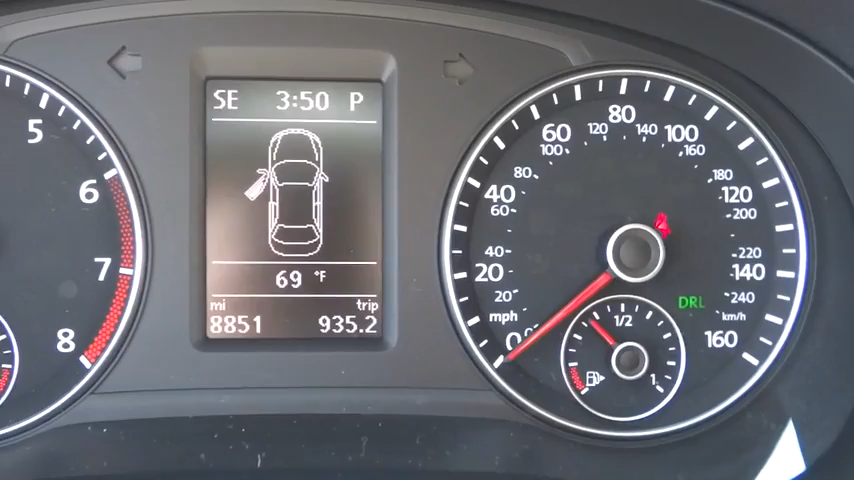 SE 3:50 P
69 °F
mi trip
8851 935.2
5
6
7
8
0 20 40 60 80 100 120 140 160
mph
0 20 40 60 80 100 120 140 160 180 200 220 240
km/h
DRL
1/2
1